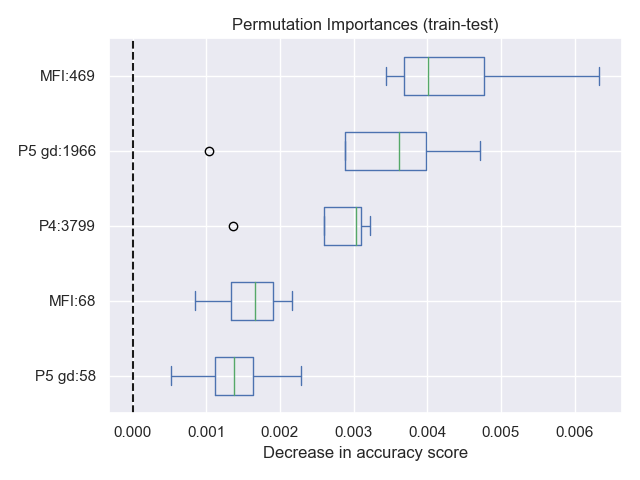 Permutation Importances (train-test)
MFI:469
P5 gd:1966
P4:3799
MFI:68
P5 gd:58
0.000 0.001 0.002 0.003 0.004 0.005 0.006
Decrease in accuracy score